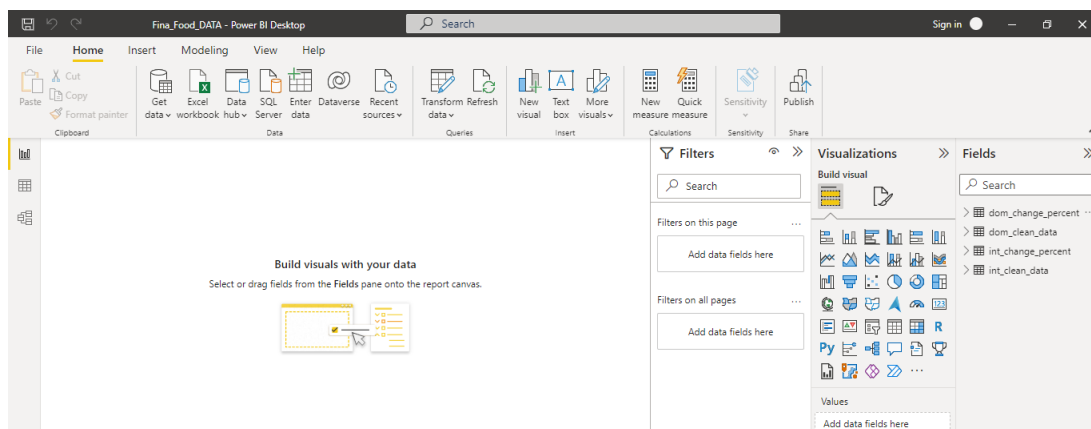 Fina_Food_DATA - Power BI Desktop
Search
Sign in
File Home Insert Modeling View Help
Paste
Cut
Copy
Format painter
Clipboard
Get data
Excel workbook
Data hub
SQL Server
Enter data
Dataverse
Recent sources
Data
Transform data
Refresh
Queries
New visual
Text box
More visuals
Insert
New measure
Quick measure
Calculations
Sensitivity
Sensitivity
Publish
Share
Build visuals with your data
Select or drag fields from the Fields pane onto the report canvas.
Filters
Search
Filters on this page
Add data fields here
Filters on all pages
Add data fields here
Visualizations
Build visual
123
R
Py
Values
Add data fields here
Fields
Search
dom_change_percent
dom_clean_data
int_change_percent
int_clean_data